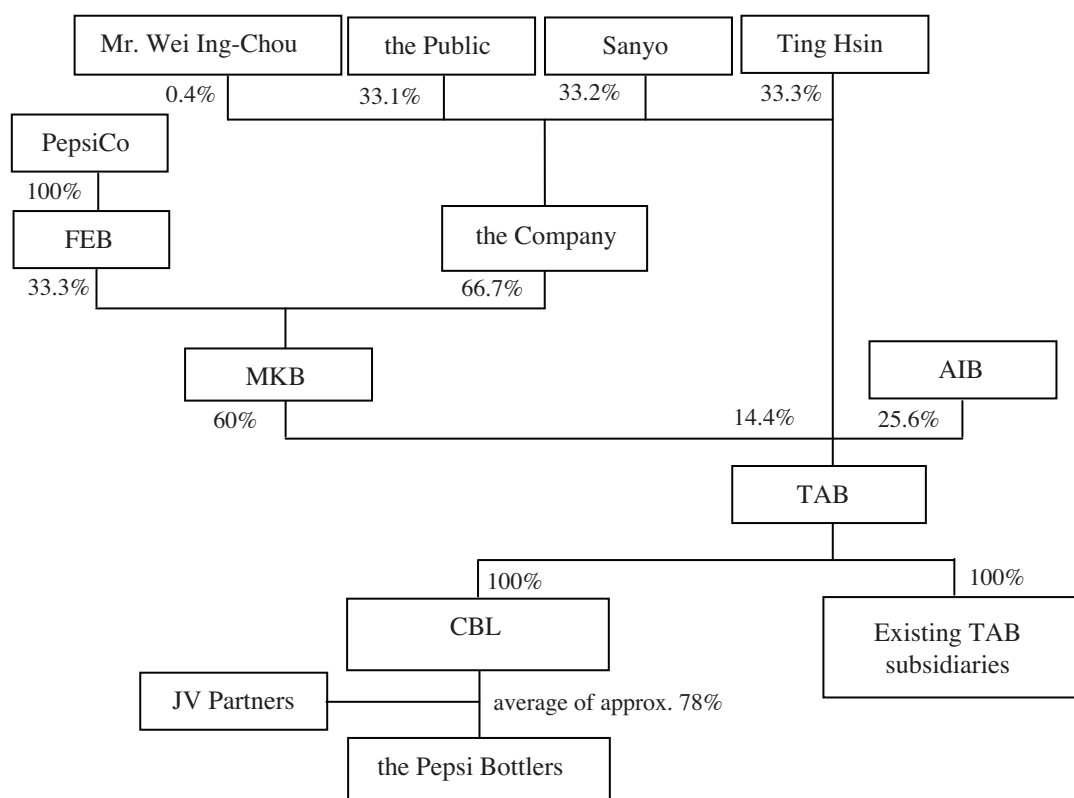 Mr. Wei Ing-Chou
the Public
Sanyo
Ting Hsin
0.4%
33.1%
33.2%
33.3%
PepsiCo
100%
FEB
the Company
33.3%
66.7%
MKB
AIB
60%
14.4%
25.6%
TAB
100%
100%
CBL
Existing TAB
subsidiaries
JV Partners
average of approx. 78%
the Pepsi Bottlers